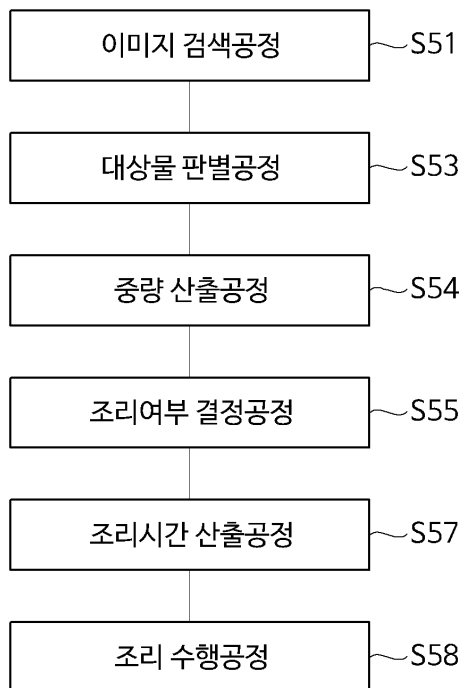 이미지 검색공정 S51
대상물 판별공정 S53
중량 산출공정 S54
조리여부 결정공정 S55
조리시간 산출공정 S57
조리 수행공정 S58